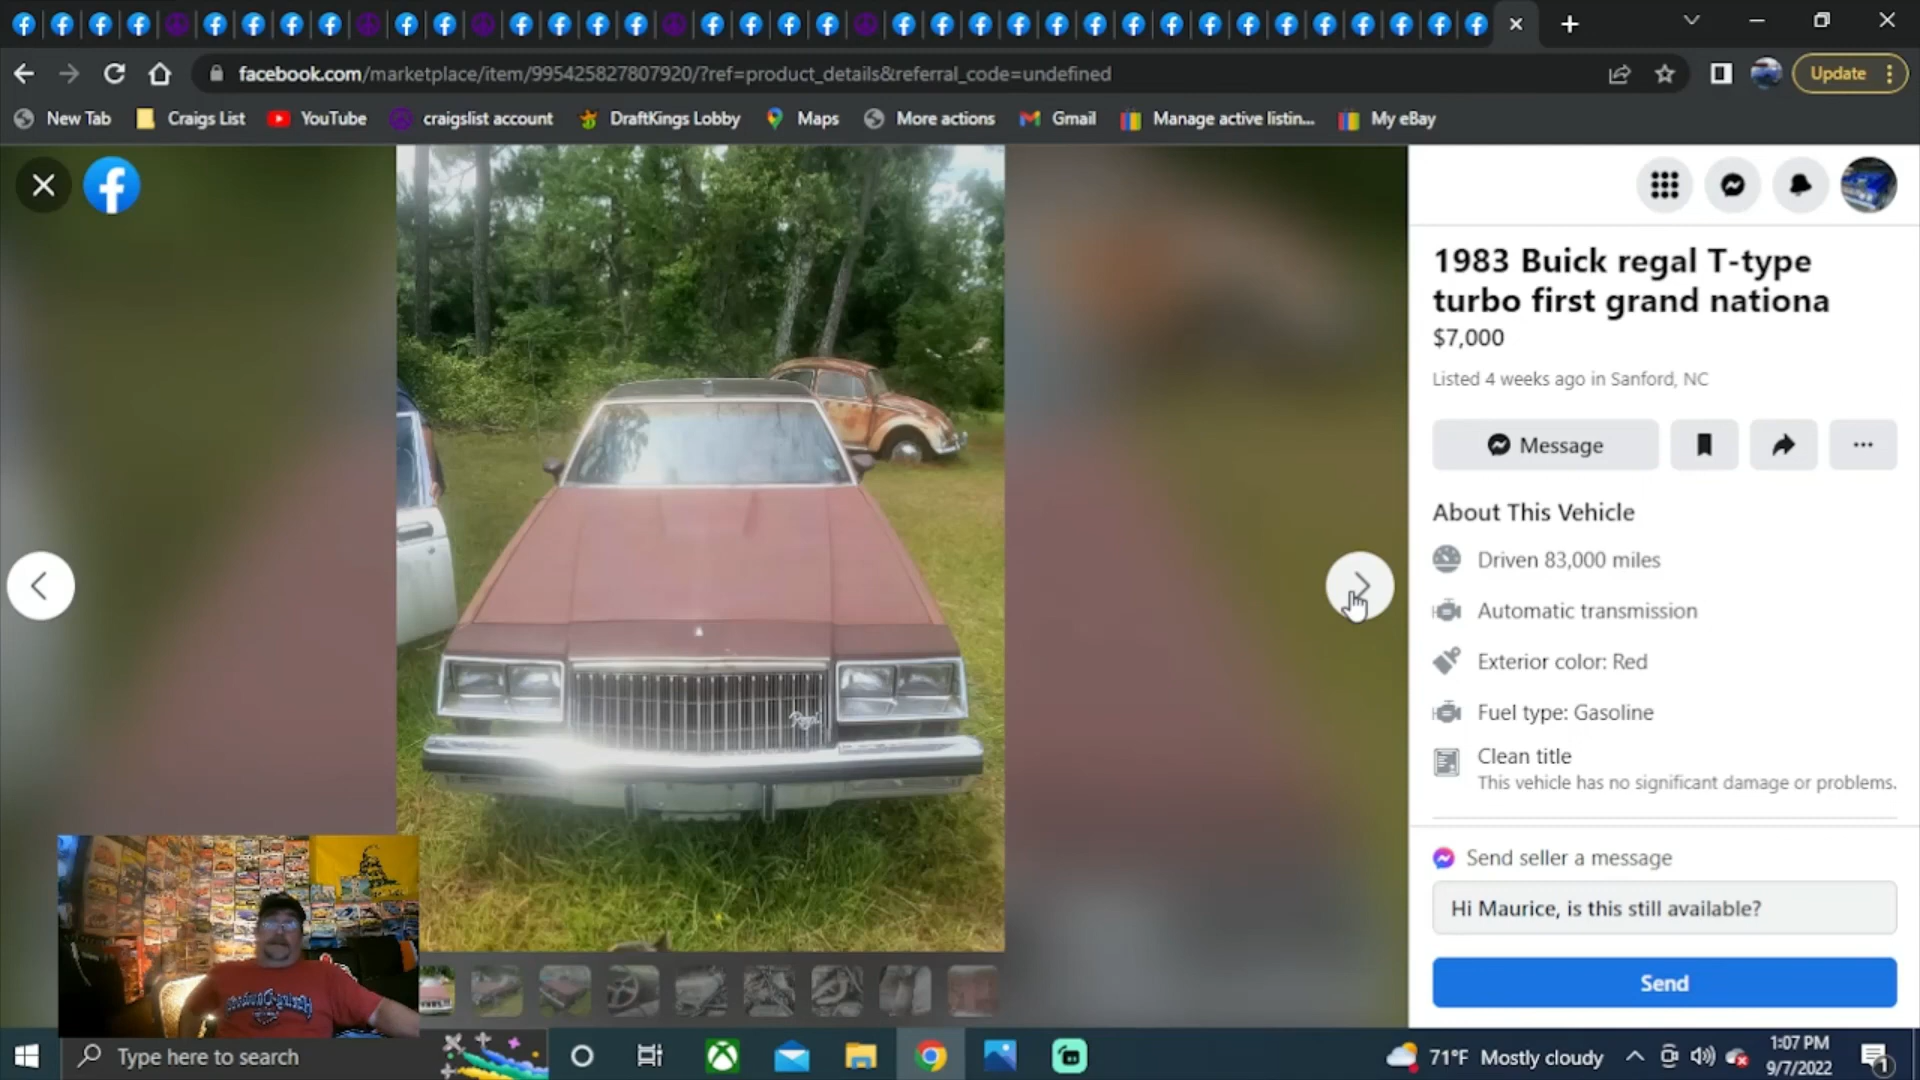 facebook.com/marketplace/item/995425827807920/?ref=product_details&referral_code=undefined
Update
New Tab
Craigs List
YouTube
craigslist account
DraftKings Lobby
Maps
More actions
Gmail
Manage active listin...
My eBay
1983 Buick regal T-type
turbo first grand nationa
$7,000
Listed 4 weeks ago in Sanford, NC
Message
About This Vehicle
Driven 83,000 miles
Automatic transmission
Exterior color: Red
Fuel type: Gasoline
Clean title
This vehicle has no significant damage or problems.
Send seller a message
Hi Maurice, is this still available?
Send
Regal
Type here to search
71°F Mostly cloudy
1:07 PM
9/7/2022
1